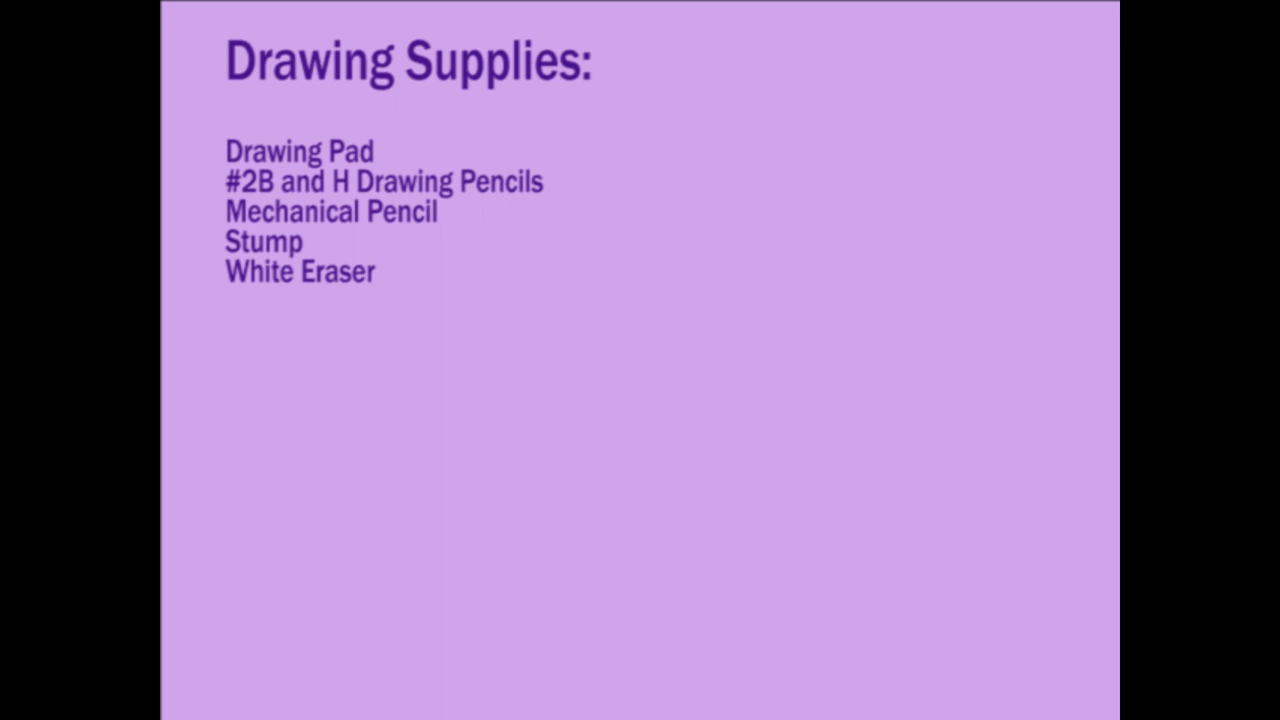 Drawing Supplies:
Drawing Pad
#2B and H Drawing Pencils
Mechanical Pencil
Stump
White Eraser